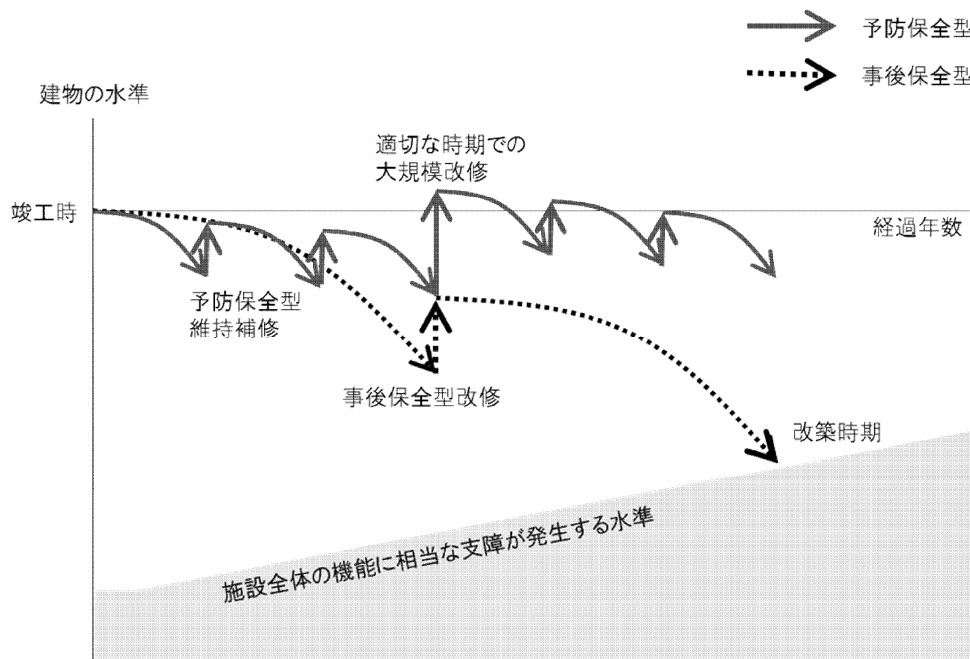 予防保全型
事後保全型
建物の水準
適切な時期での
大規模改修
竣工時
経過年数
予防保全型
維持補修
事後保全型改修
改築時期
施設全体の機能に相当な支障が発生する水準